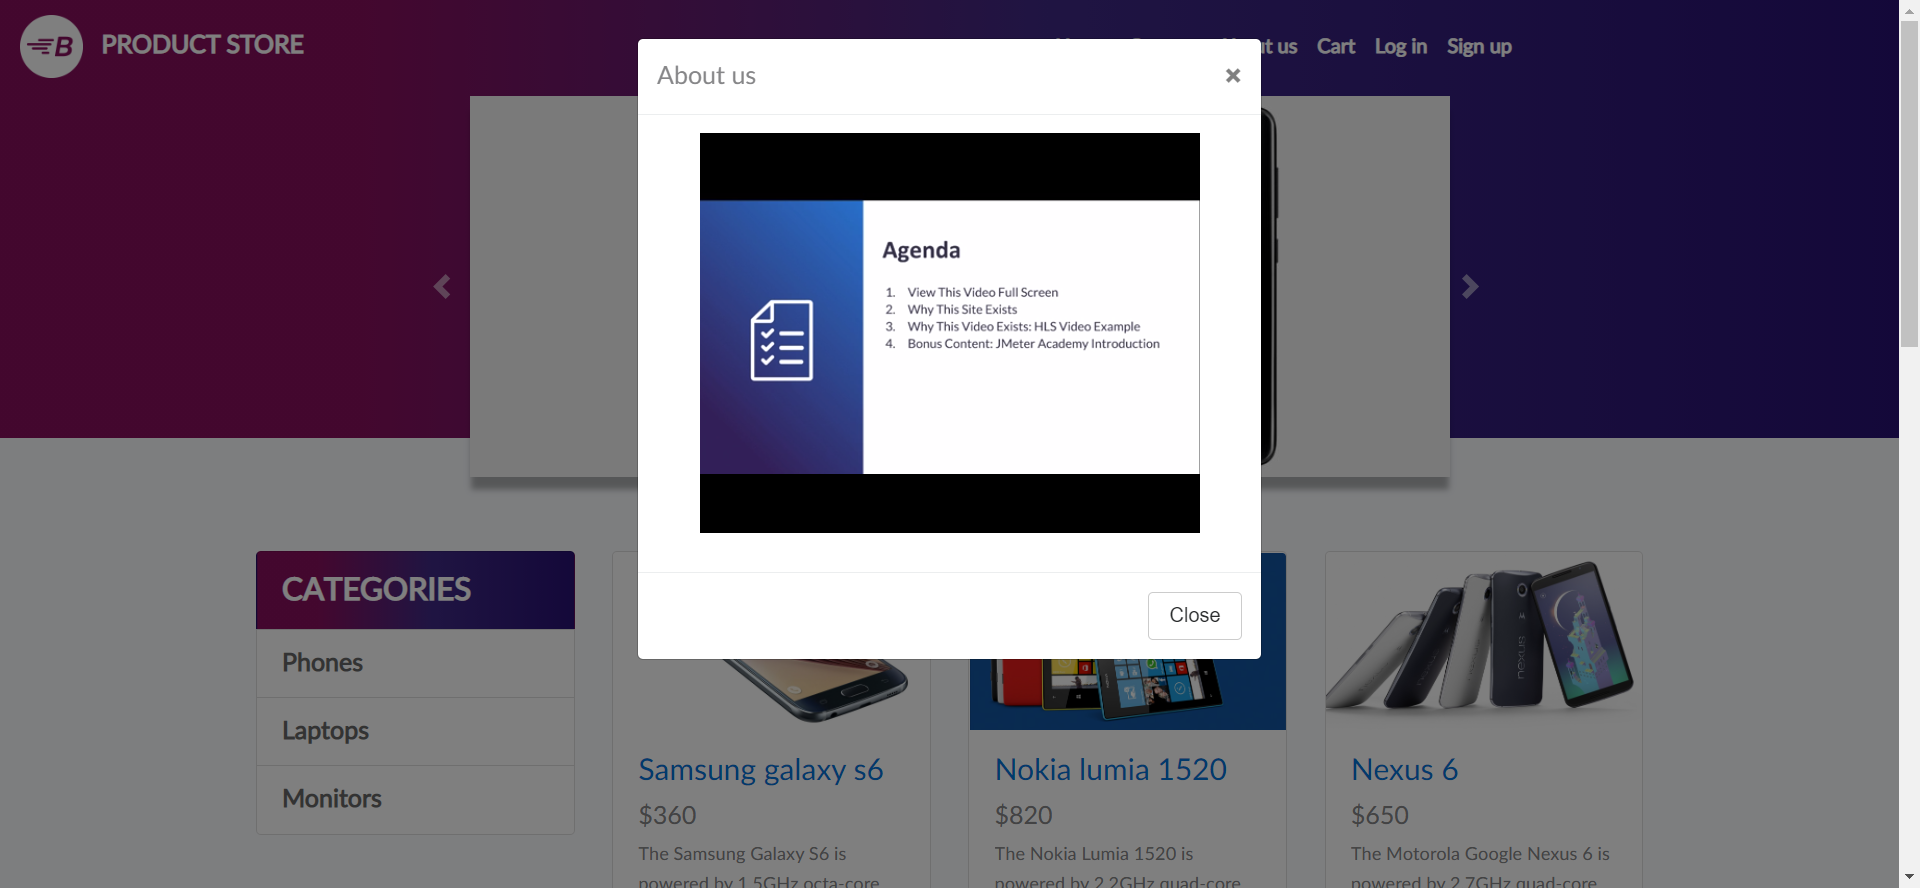 B PRODUCT STORE
ut us Cart Log in Sign up
About us ×
Agenda
1. View This Video Full Screen
2. Why This Site Exists
3. Why This Video Exists: HLS Video Example
4. Bonus Content: JMeter Academy Introduction
Close
CATEGORIES
Phones
Laptops
Monitors
Samsung galaxy s6
$360
The Samsung Galaxy S6 is
powered by 1.5GHz octa-core
Nokia lumia 1520
$820
The Nokia Lumia 1520 is
powered by 2.2GHz quad-core
Nexus 6
$650
The Motorola Google Nexus 6 is
powered by 2.7GHz quad-core